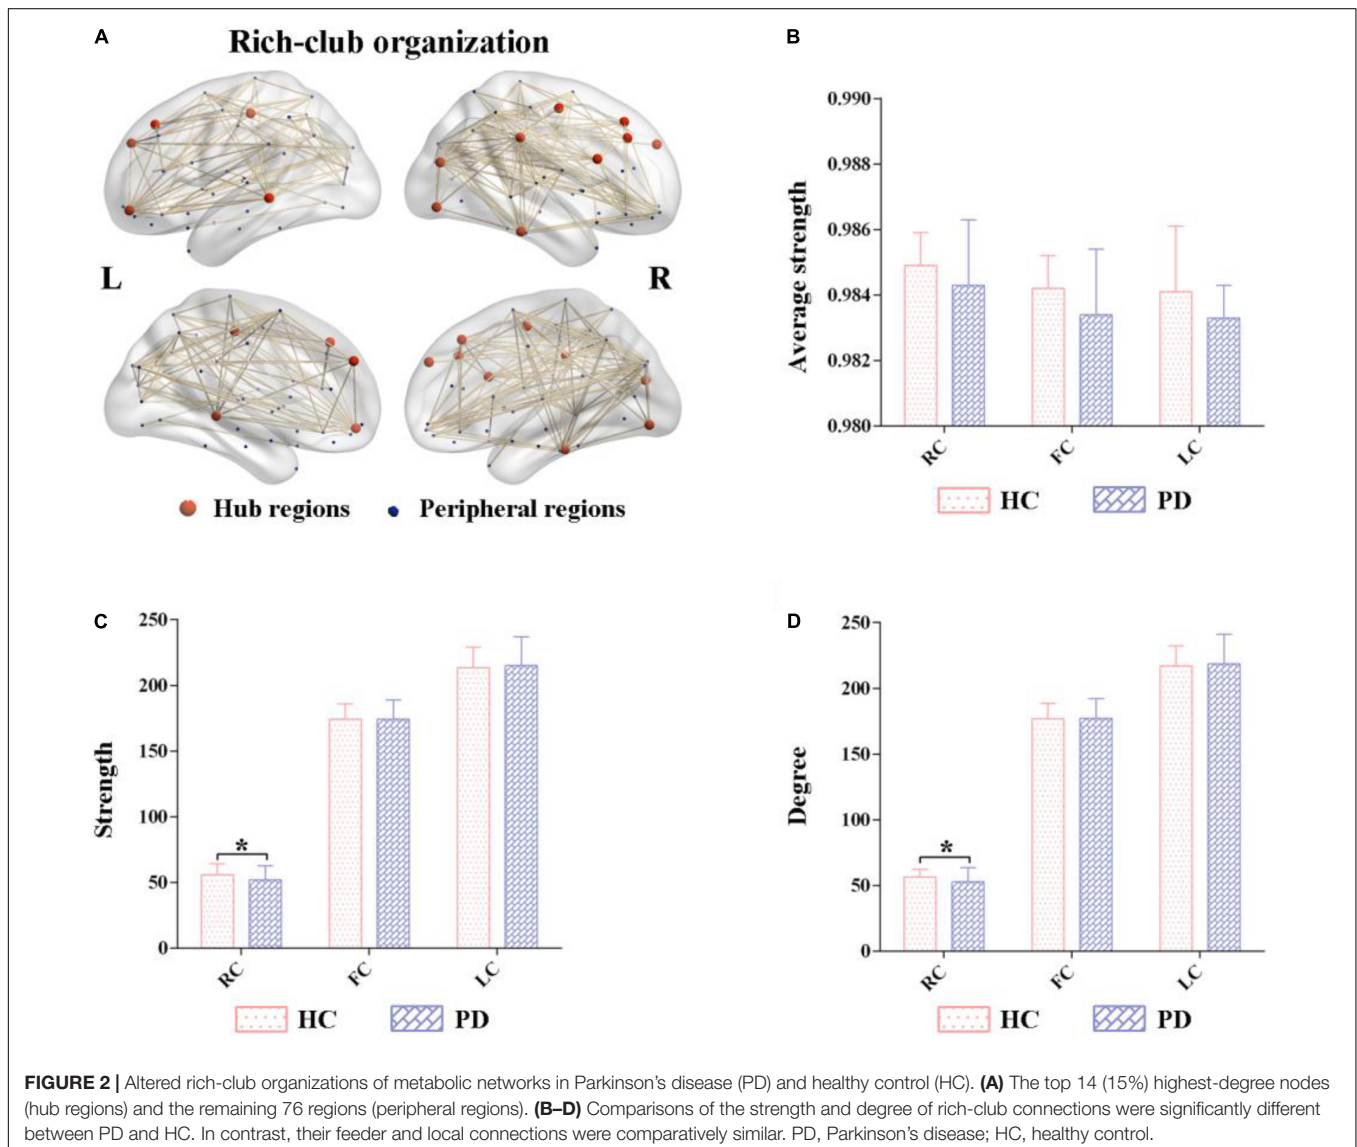 A
Rich-club organization
L
R
Hub regions
Peripheral regions
B
0.990
0.988
0.986
0.984
0.982
0.980
Average strength
RC
FC
LC
HC
PD
C
250
200
150
100
50
0
Strength
*
RC
FC
LC
HC
PD
D
250
200
150
100
50
0
Degree
*
RC
FC
LC
HC
PD
FIGURE 2 | Altered rich-club organizations of metabolic networks in Parkinson's disease (PD) and healthy control (HC). (A) The top 14 (15%) highest-degree nodes
(hub regions) and the remaining 76 regions (peripheral regions). (B–D) Comparisons of the strength and degree of rich-club connections were significantly different
between PD and HC. In contrast, their feeder and local connections were comparatively similar. PD, Parkinson's disease; HC, healthy control.